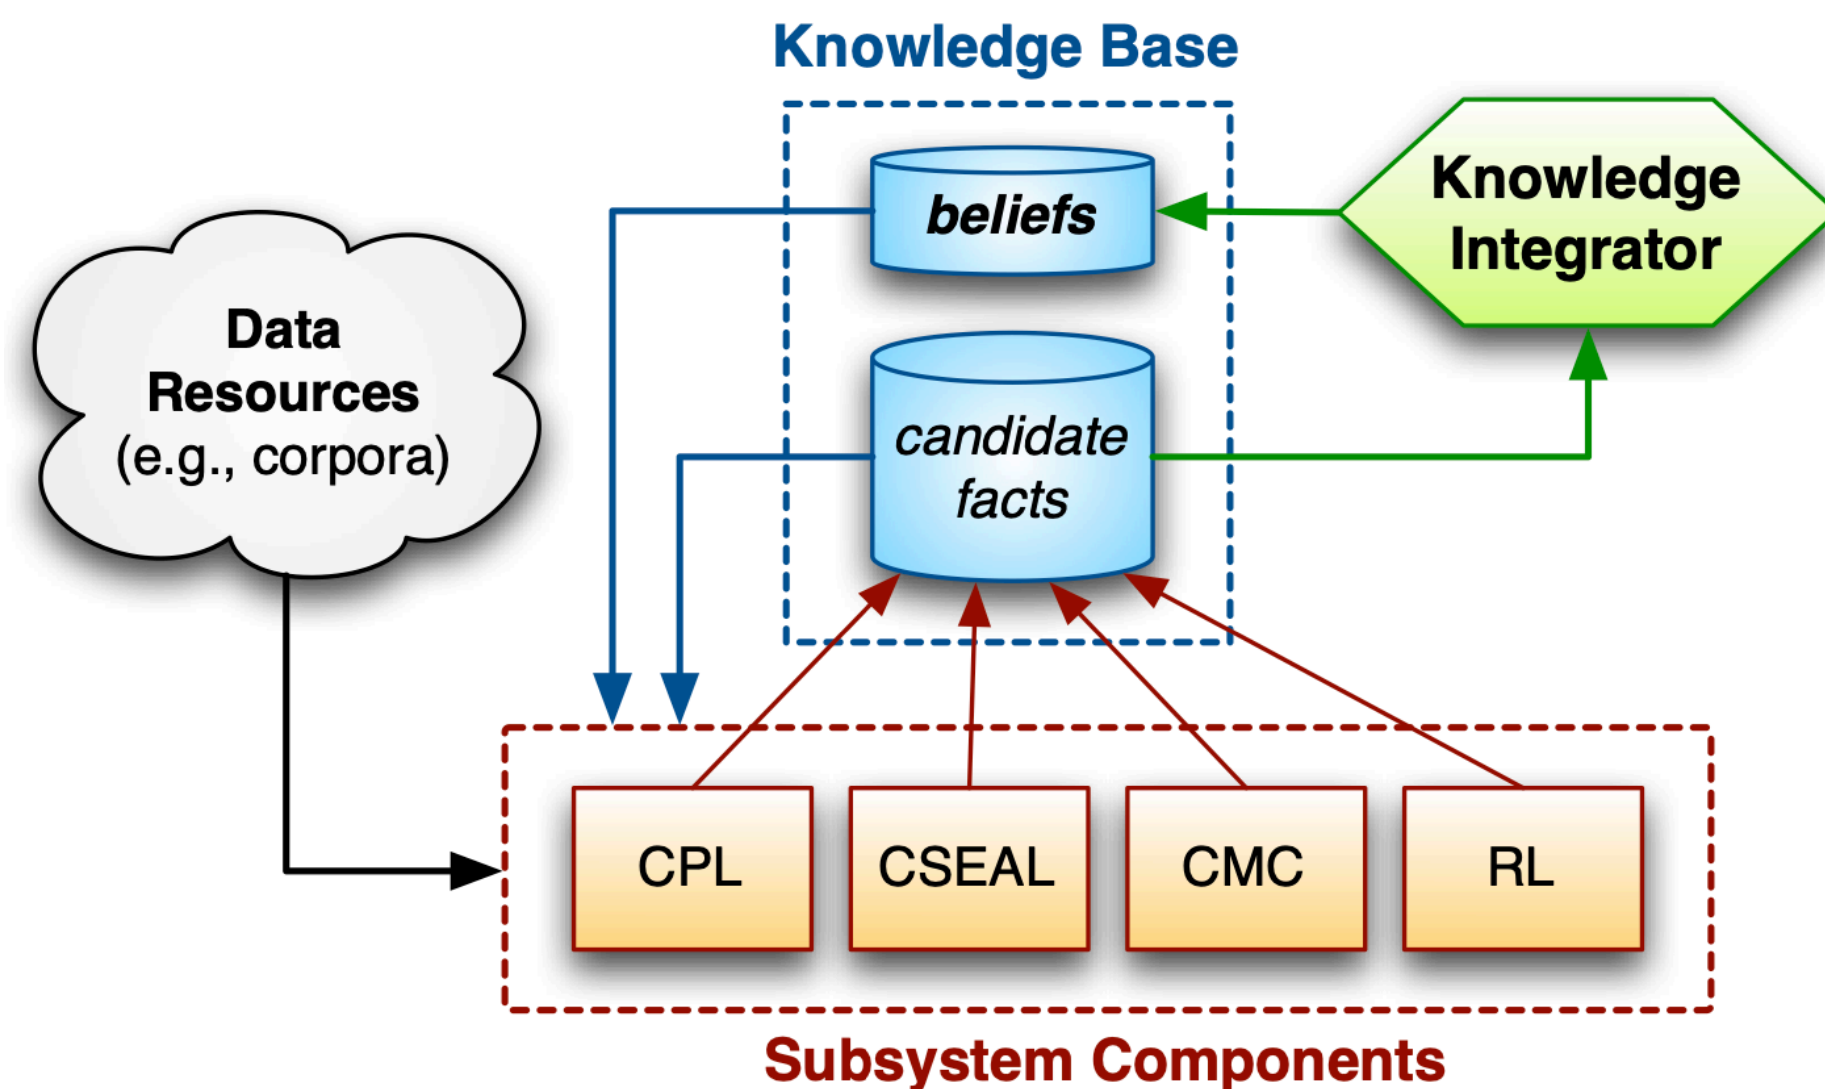 Knowledge Base
beliefs
Knowledge
Integrator
Data
Resources
(e.g., corpora)
candidate
facts
CPL
CSEAL
CMC
RL
Subsystem Components